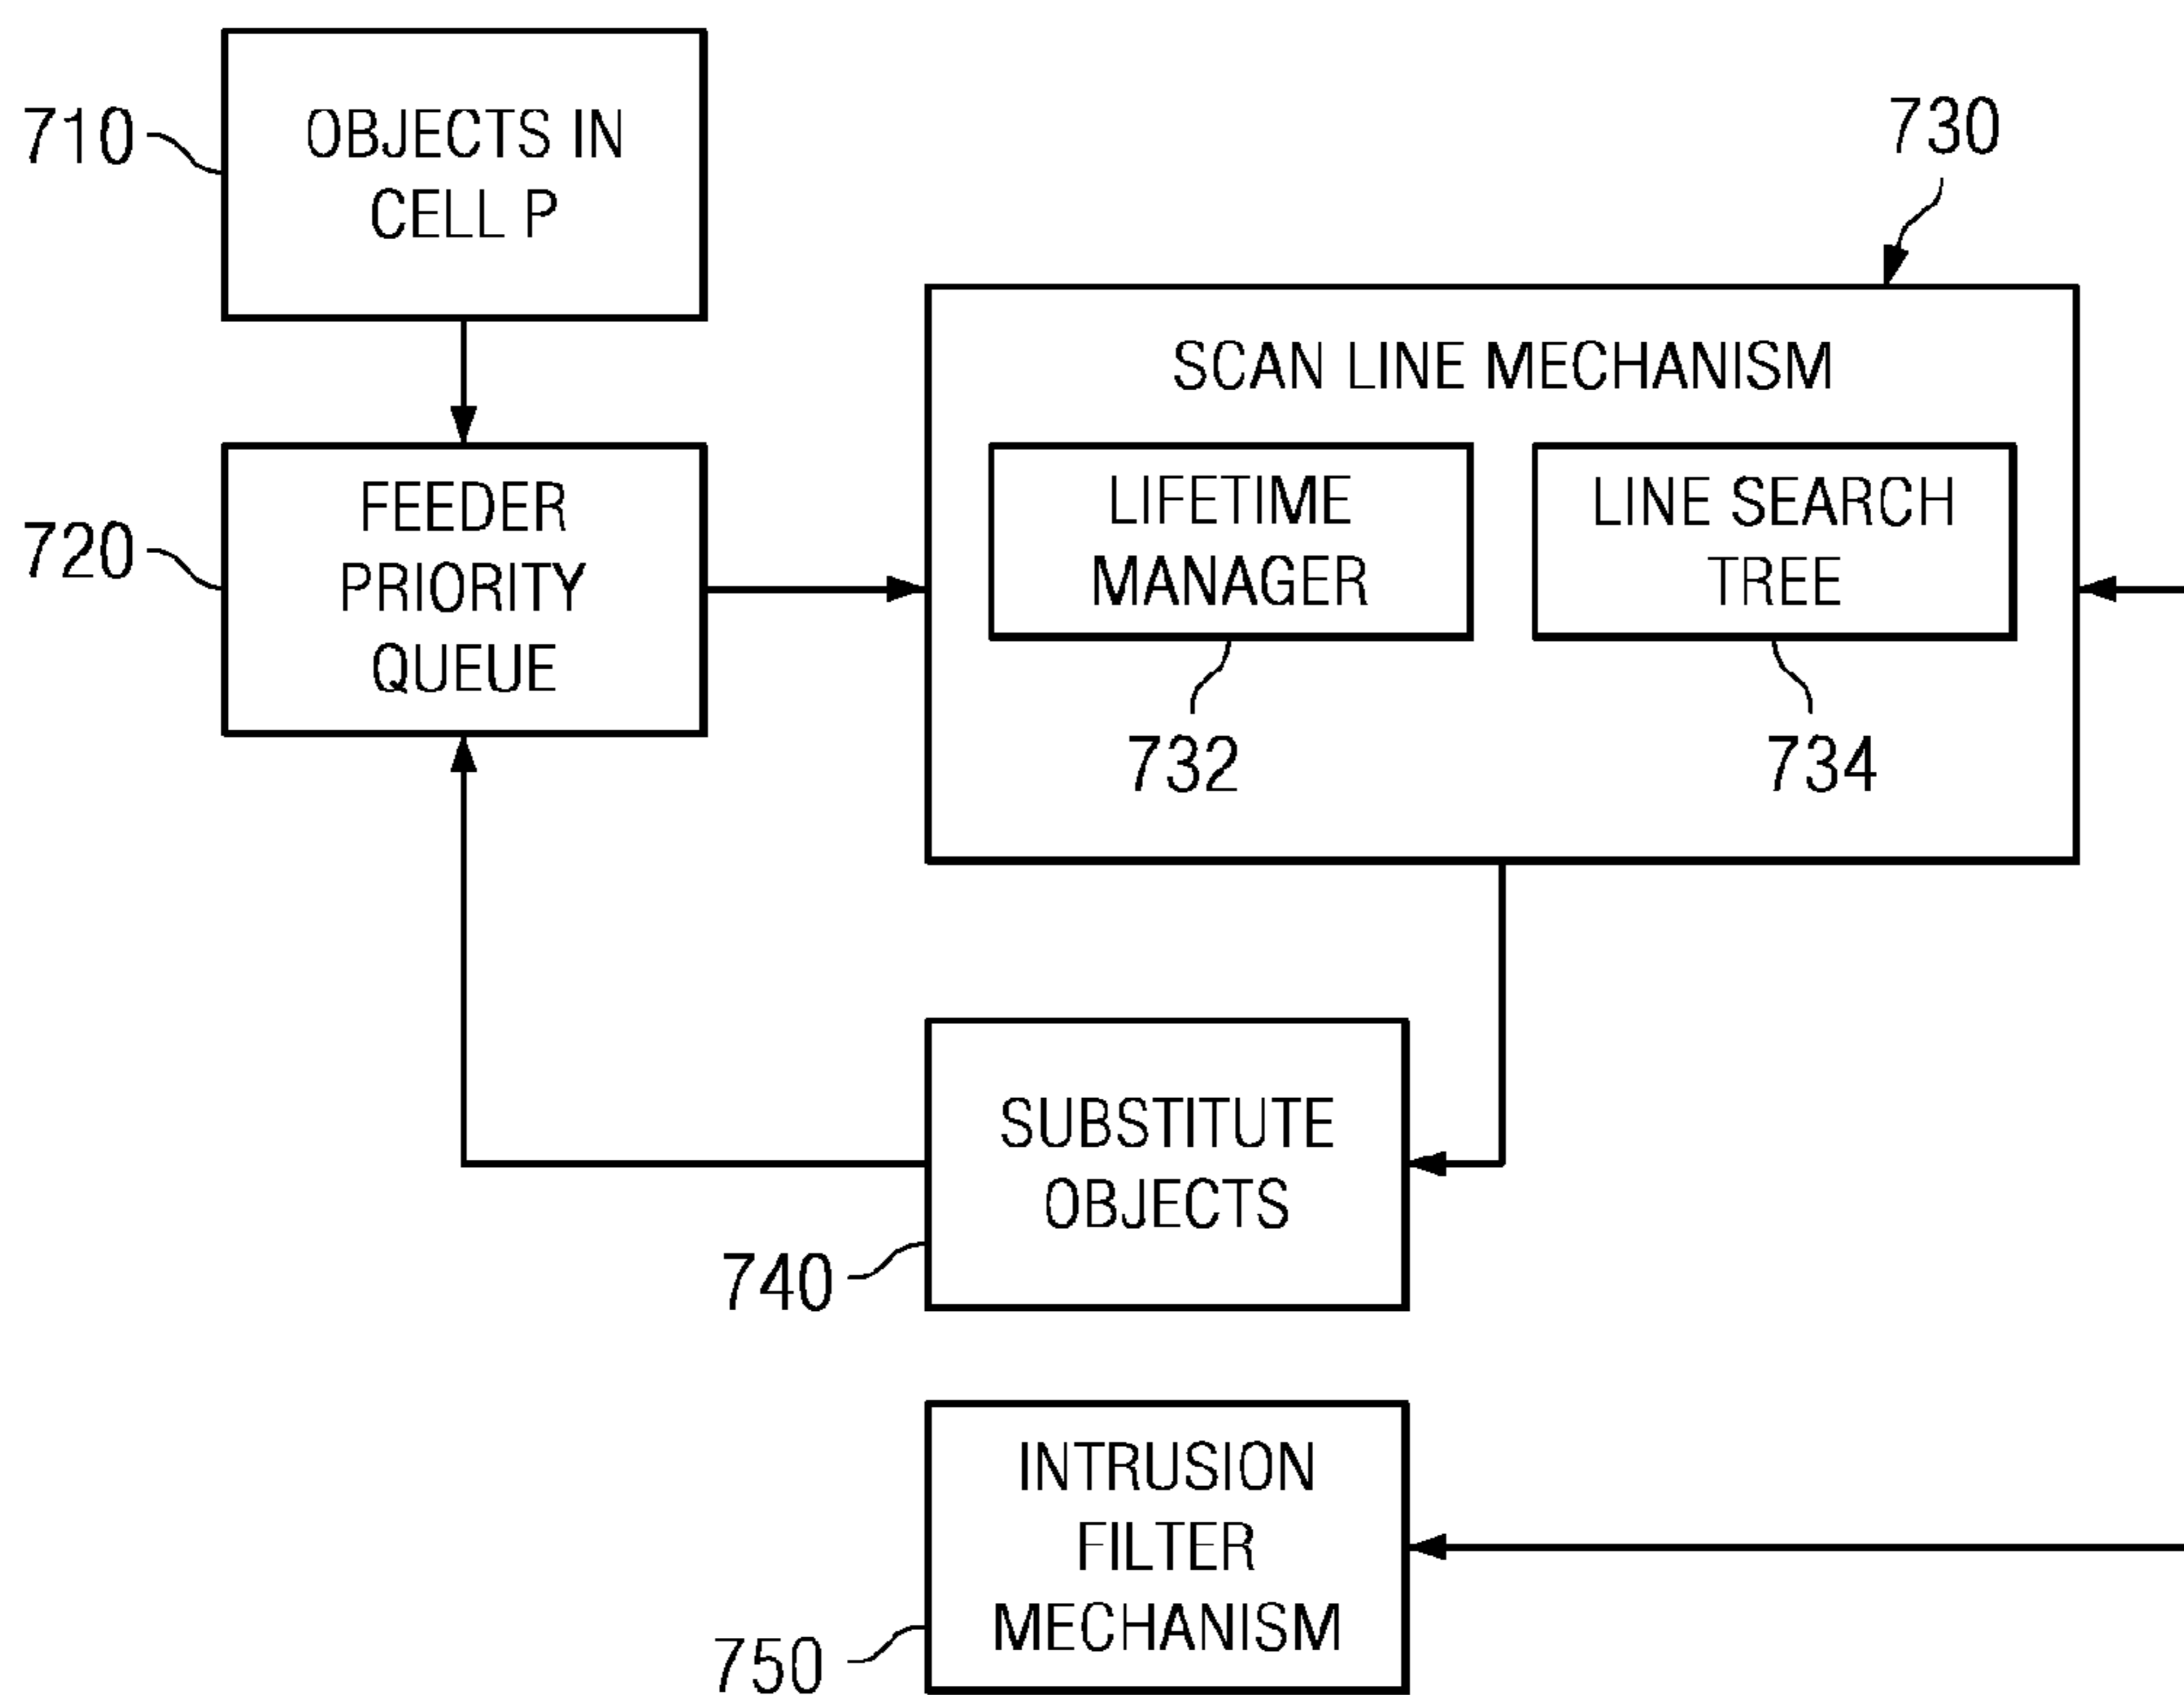 710
OBJECTS IN
CELL P
730
SCAN LINE MECHANISM
720
FEEDER
PRIORITY
QUEUE
LIFETIME
MANAGER
LINE SEARCH
TREE
732
734
SUBSTITUTE
OBJECTS
740
INTRUSION
FILTER
MECHANISM
750